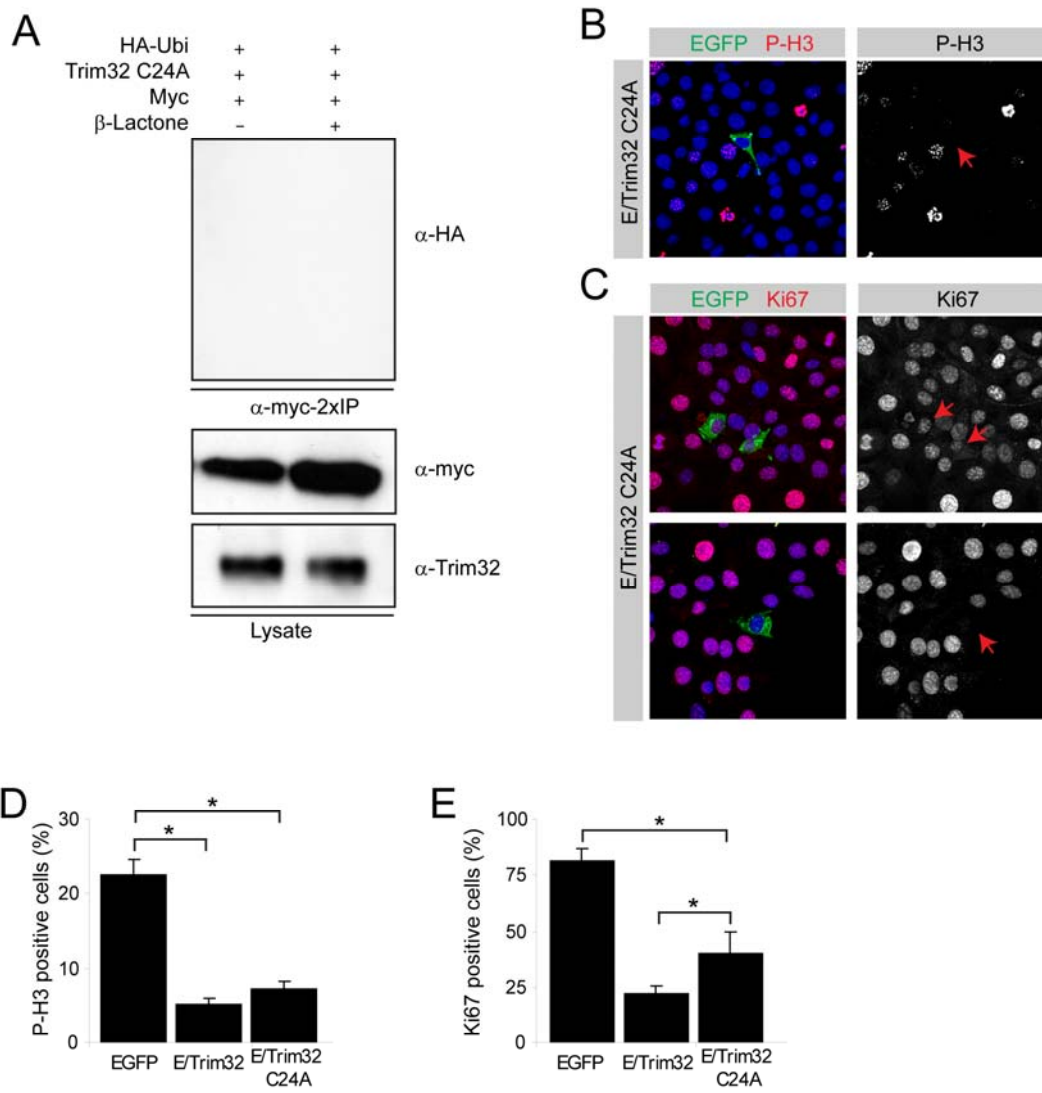 A
HA-Ubi + +
Trim32 C24A + +
Myc + +
β-Lactone – +
α-HA
α-myc-2xIP
α-myc
α-Trim32
Lysate
B
EGFP P-H3 P-H3
E/Trim32 C24A
C
EGFP Ki67 Ki67
E/Trim32 C24A
D
P-H3 positive cells (%)
30
20
10
0
* *
EGFP E/Trim32 E/Trim32 C24A
E
Ki67 positive cells (%)
100
75
50
25
0
* *
EGFP E/Trim32 E/Trim32 C24A